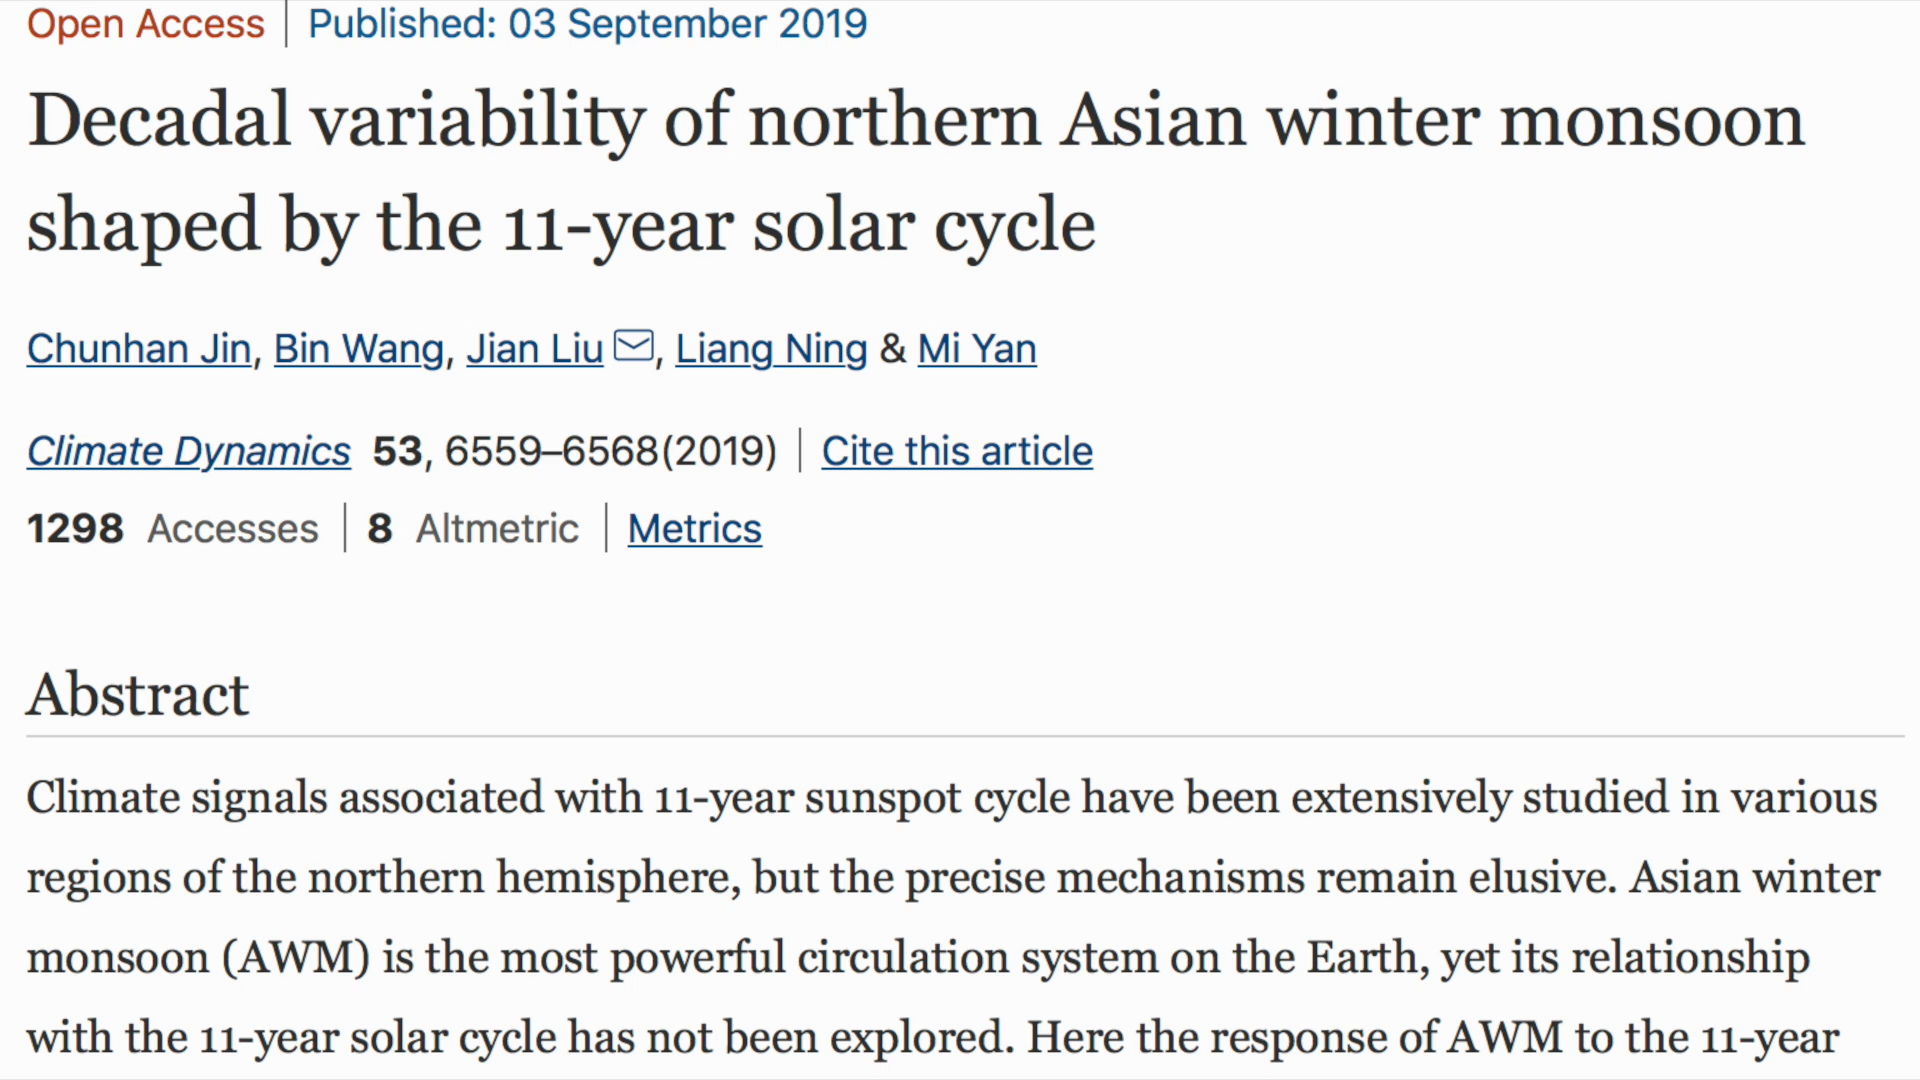 Open Access | Published: 03 September 2019
Decadal variability of northern Asian winter monsoon
shaped by the 11-year solar cycle
Chunhan Jin, Bin Wang, Jian Liu, Liang Ning & Mi Yan
Climate Dynamics 53, 6559–6568(2019) | Cite this article
1298 Accesses | 8 Altmetric | Metrics
Abstract
Climate signals associated with 11-year sunspot cycle have been extensively studied in various
regions of the northern hemisphere, but the precise mechanisms remain elusive. Asian winter
monsoon (AWM) is the most powerful circulation system on the Earth, yet its relationship
with the 11-year solar cycle has not been explored. Here the response of AWM to the 11-year